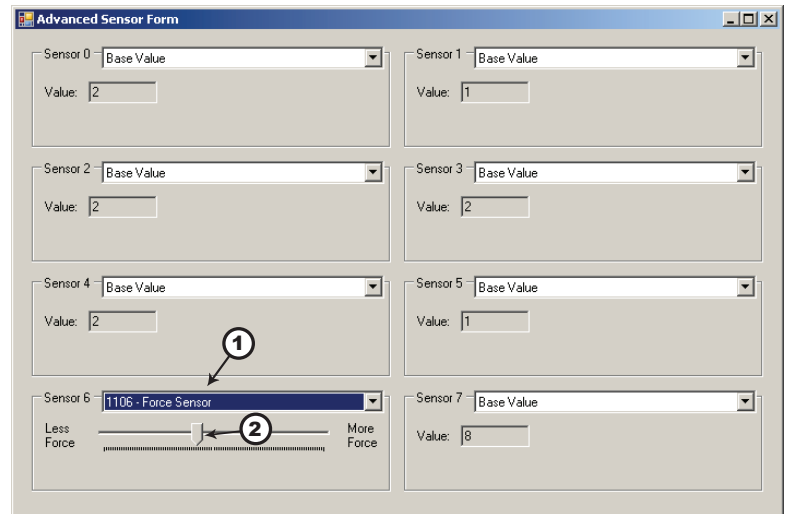 Advanced Sensor Form
Sensor 0 Base Value
Value: 2
Sensor 1 Base Value
Value: 1
Sensor 2 Base Value
Value: 2
Sensor 3 Base Value
Value: 2
Sensor 4 Base Value
Value: 2
Sensor 5 Base Value
Value: 1
1
Sensor 6 1106 - Force Sensor
Less Force
2
More Force
Sensor 7 Base Value
Value: 8